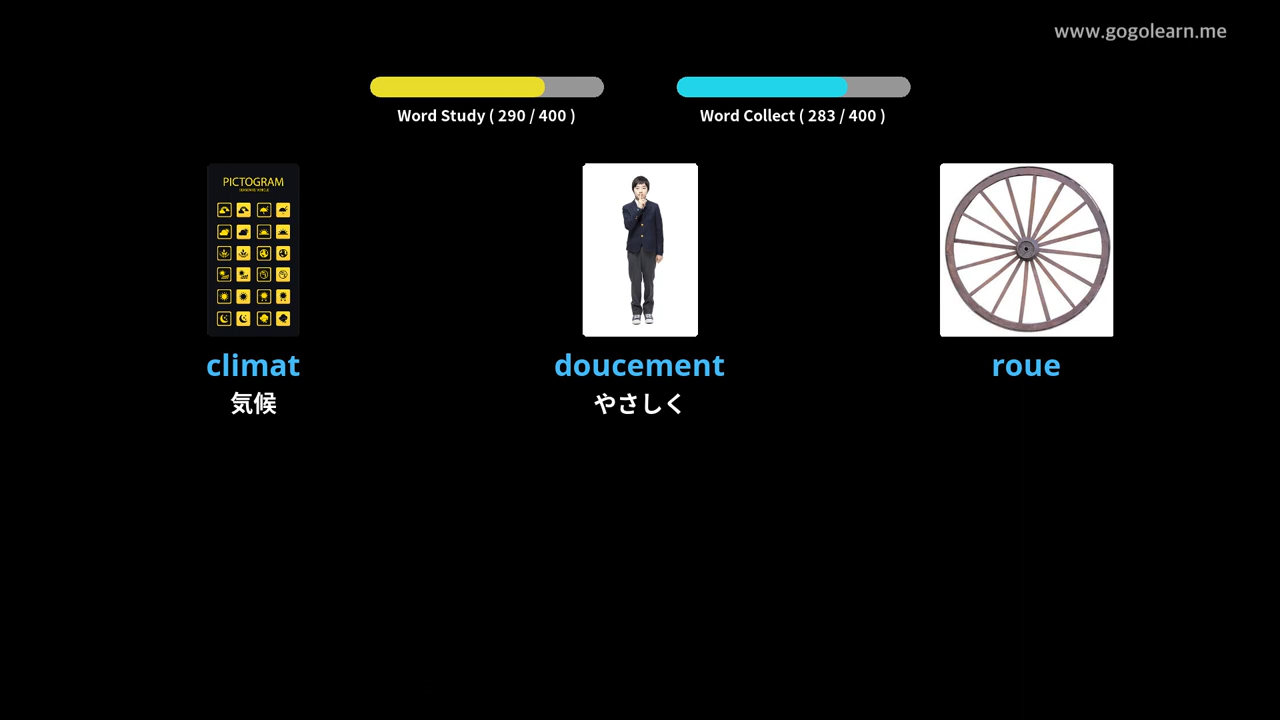 www.gogolearn.me
Word Study ( 290 / 400 )
Word Collect ( 283 / 400 )
PICTOGRAM
climat
doucement
roue
気候
やさしく